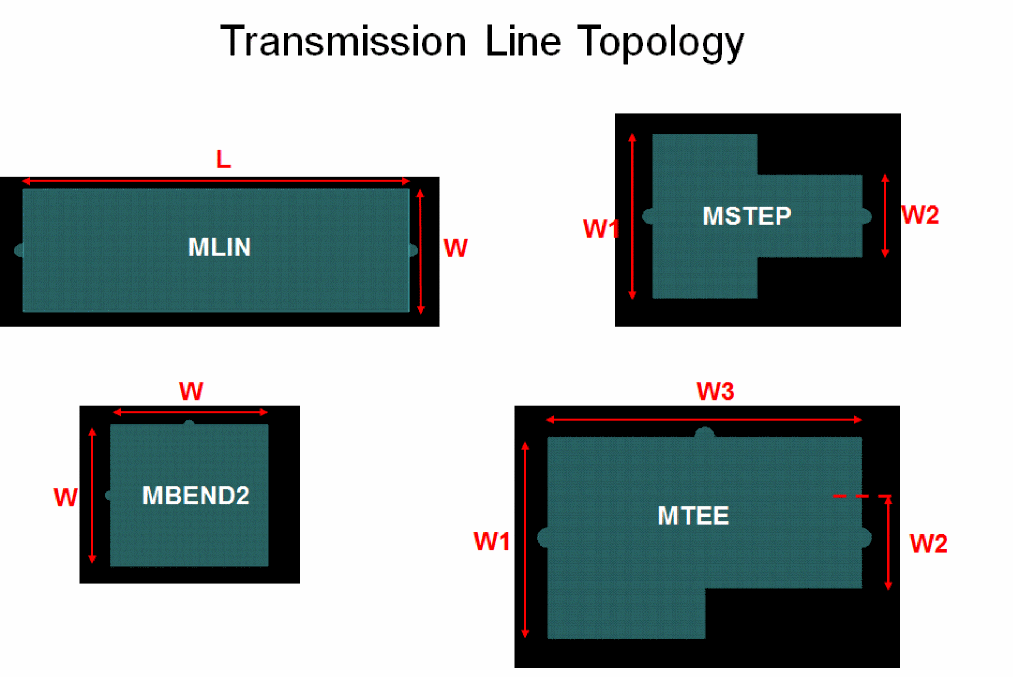 Transmission Line Topology
L
MLIN
W
W1
MSTEP
W2
W
W
MBEND2
W3
W1
MTEE
W2